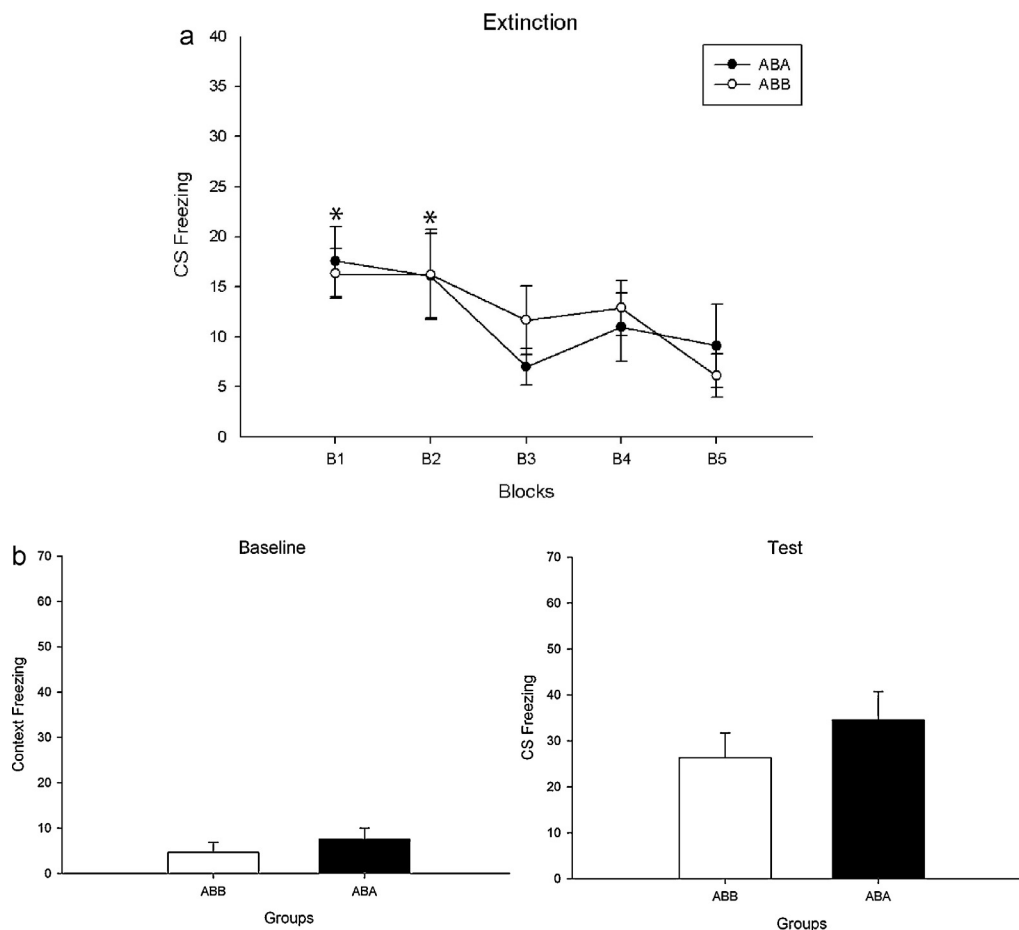 a
Extinction
ABA
ABB
40
35
30
25
20
15
10
5
0
CS Freezing
*
*
B1 B2 B3 B4 B5
Blocks
b
Baseline
70
60
50
40
30
20
10
0
Context Freezing
ABB ABA
Groups
Test
70
60
50
40
30
20
10
0
CS Freezing
ABB ABA
Groups